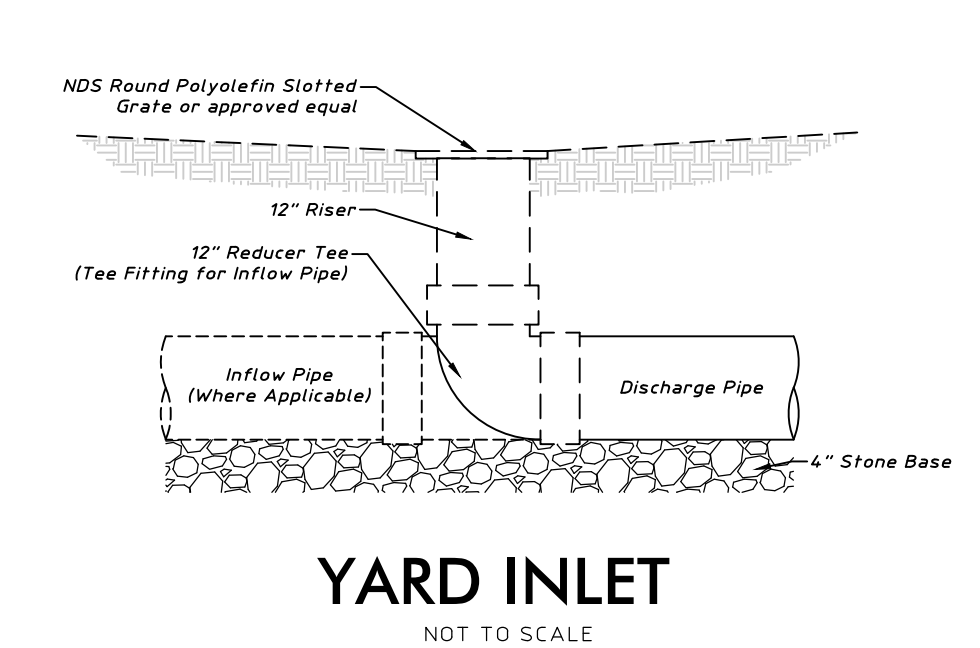 NDS Round Polyolefin Slotted
Grate or approved equal
12" Riser
12" Reducer Tee
(Tee Fitting for Inflow Pipe)
Inflow Pipe
(Where Applicable)
Discharge Pipe
4" Stone Base
YARD INLET
NOT TO SCALE